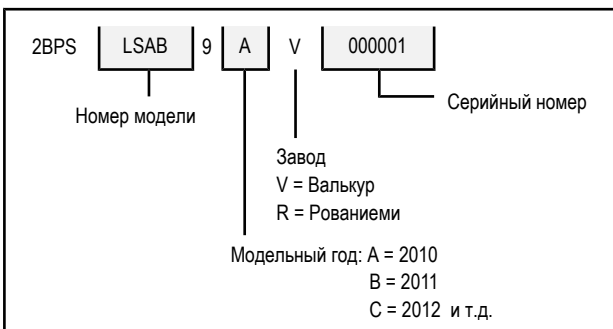 2BPS LSAB 9 A V 000001
Номер модели
Серийный номер
Завод
V = Валькур
R = Рованиеми
Модельный год: A = 2010
B = 2011
C = 2012 и т.д.